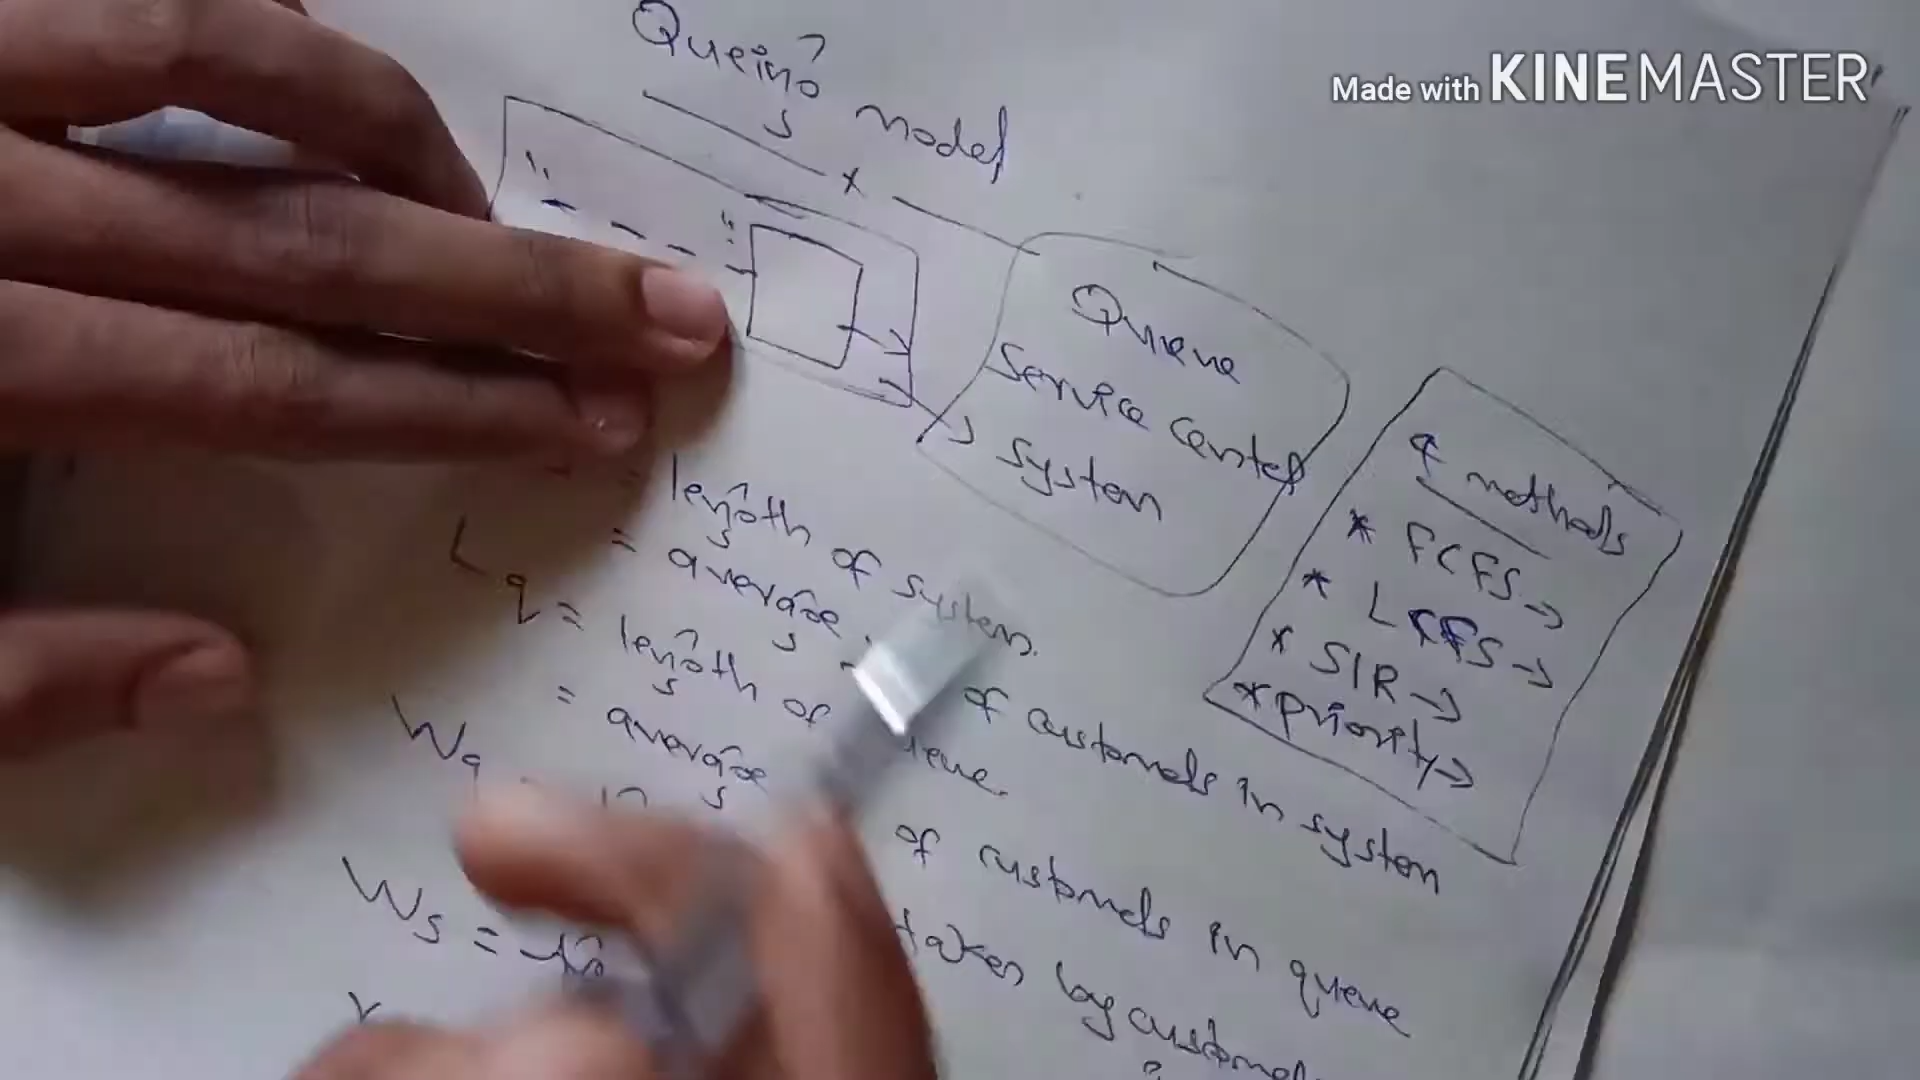 Made with KINEMASTER
Queing model
Queue
Service center
System
4 methods
* FCFS →
* LCFS →
* SIR →
* Priority →
= length of system.
= average of customers in system
Lq = length of queue.
= average of customers in queue
Wq taken by customer
Ws =